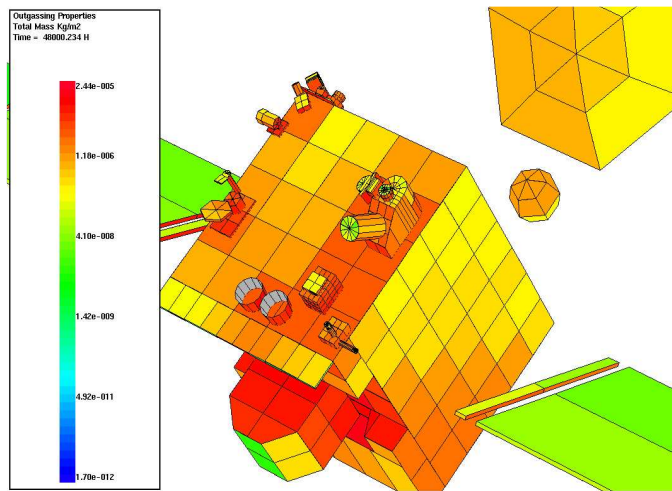 Outgassing Properties
Total Mass Kg/m2
Time = 48000.234 H
2.44e-005
1.18e-006
4.10e-008
1.42e-009
4.92e-011
1.70e-012